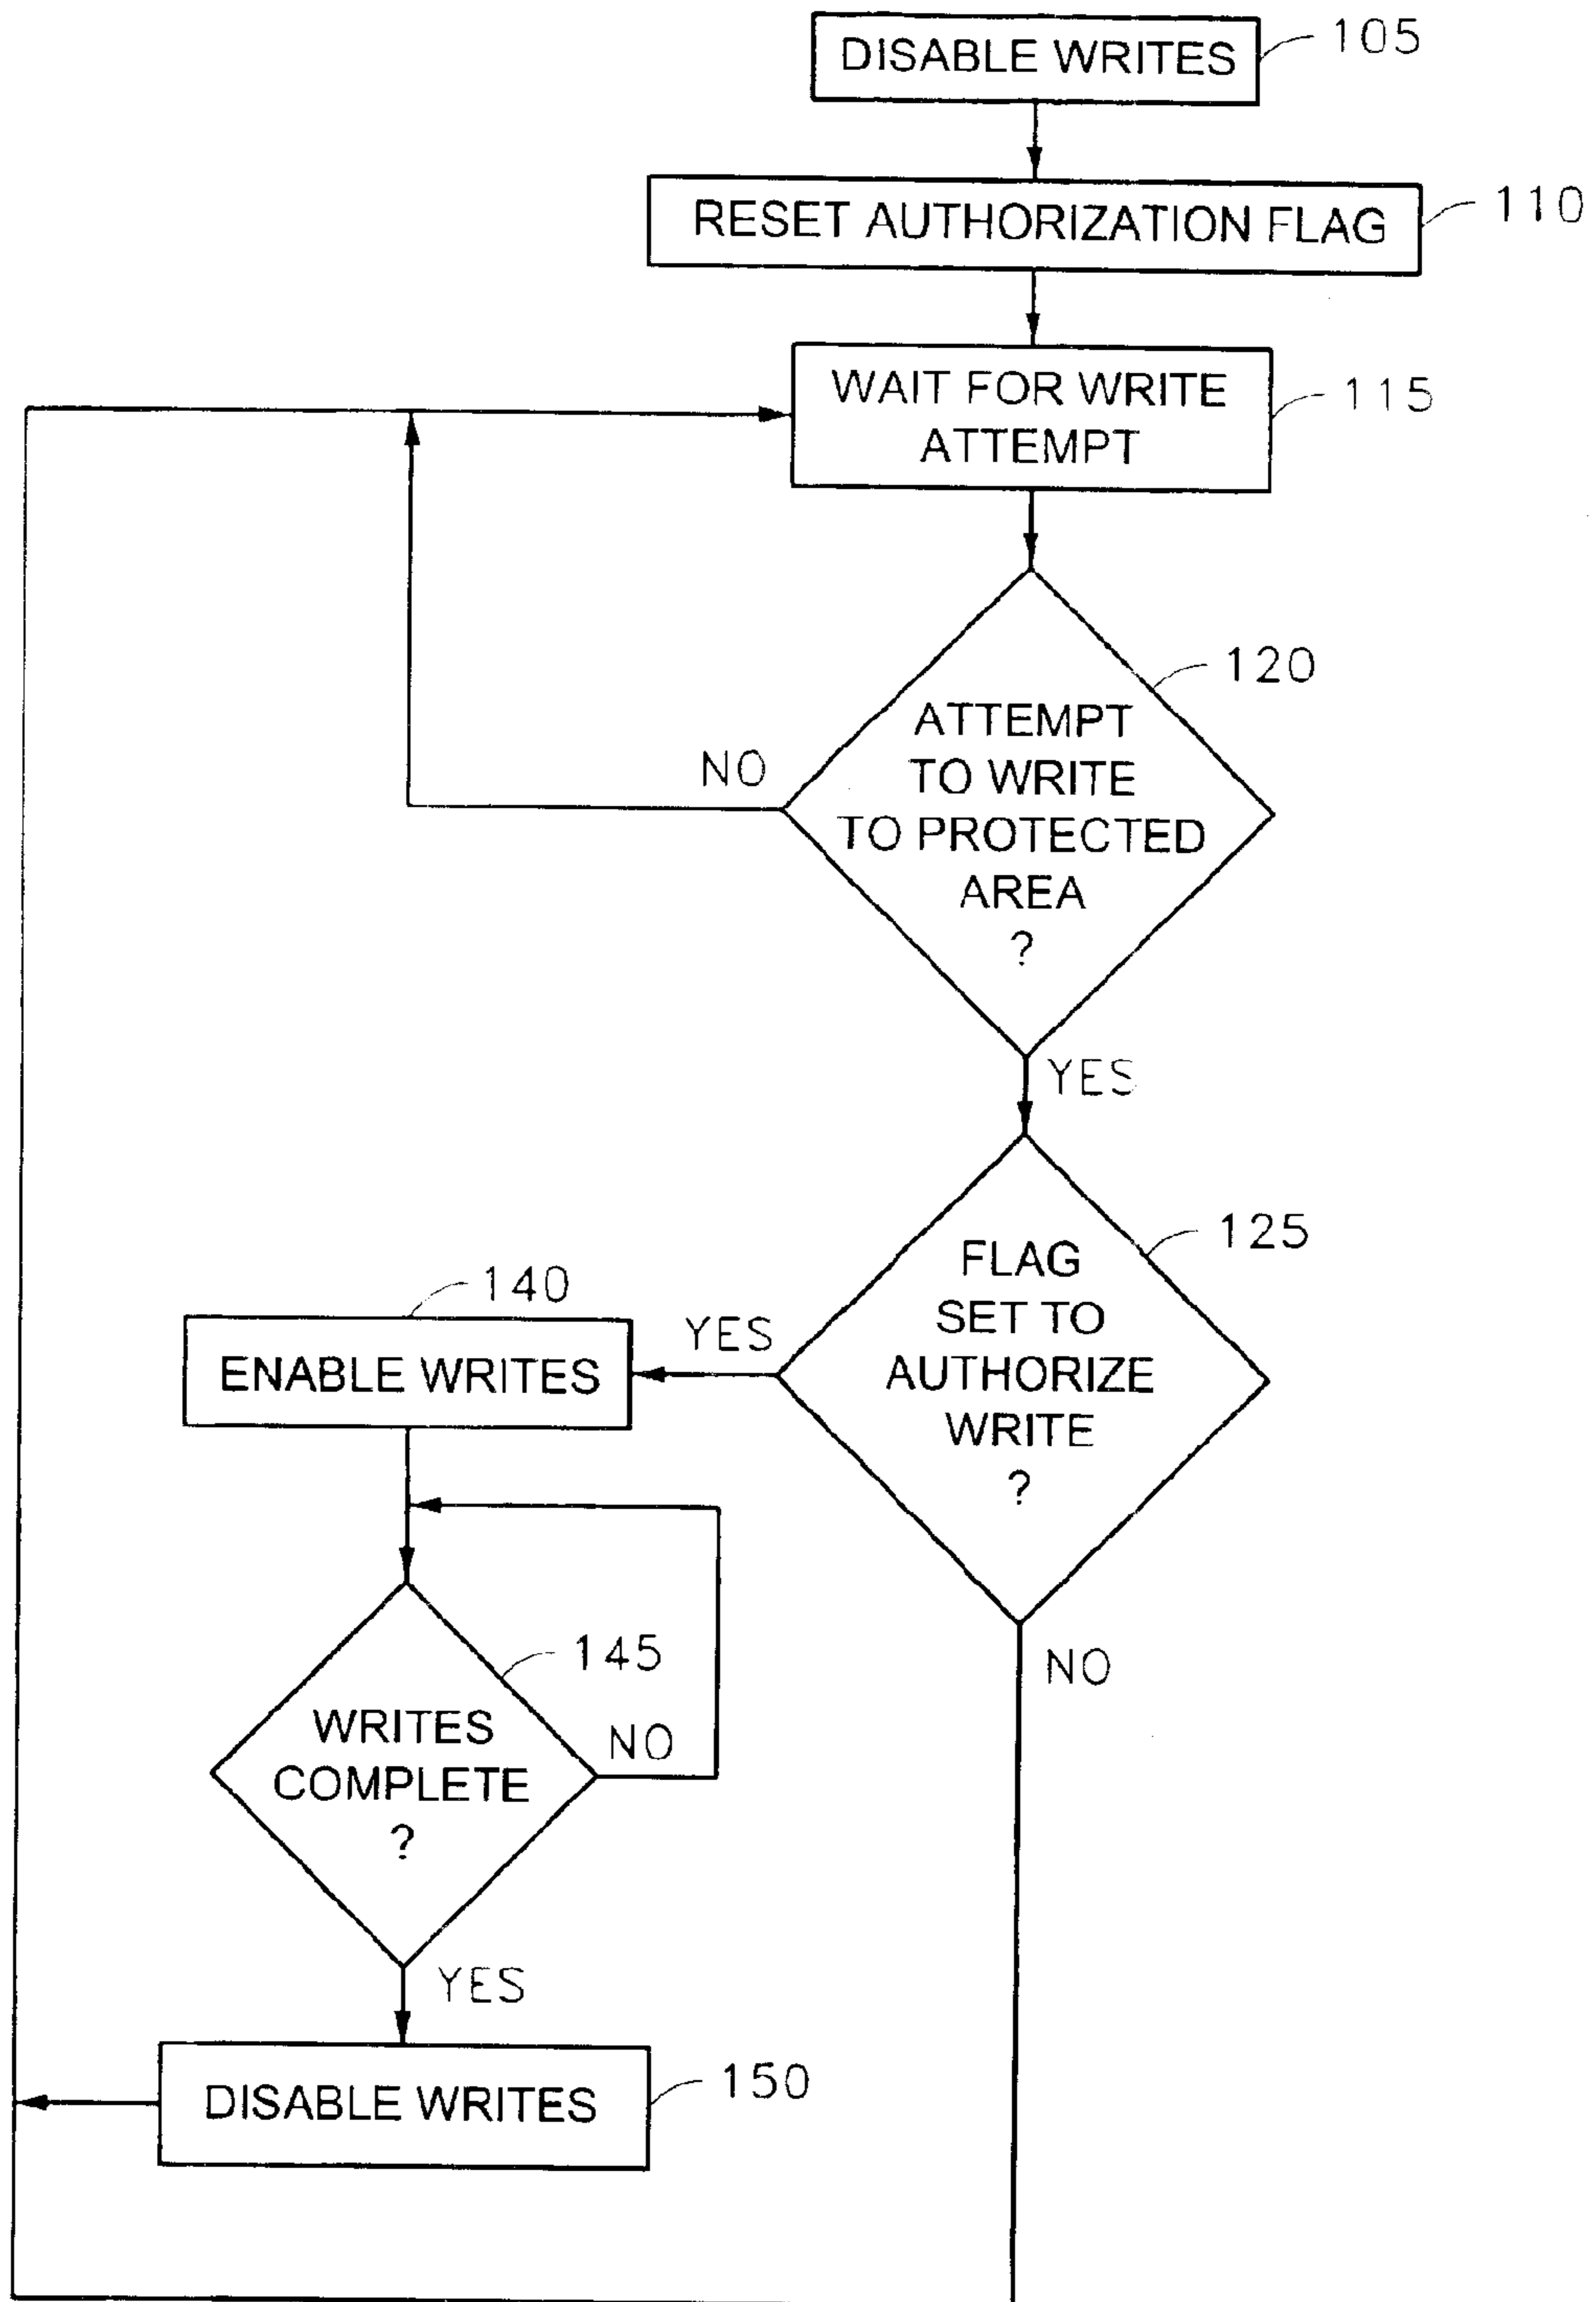 DISABLE WRITES
105
RESET AUTHORIZATION FLAG
110
WAIT FOR WRITE
ATTEMPT
115
120
ATTEMPT
TO WRITE
TO PROTECTED
AREA
?
NO
YES
125
FLAG
SET TO
AUTHORIZE
WRITE
?
YES
NO
140
ENABLE WRITES
145
WRITES
COMPLETE
?
NO
YES
DISABLE WRITES
150